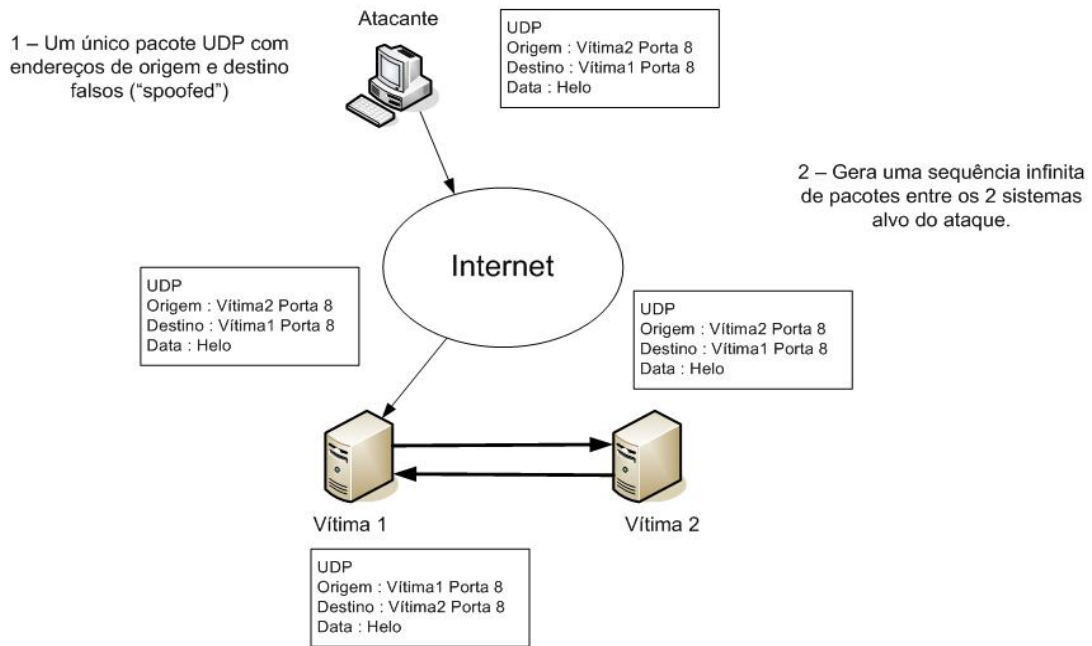 Atacante
1 – Um único pacote UDP com
endereços de origem e destino
falsos (“spoofed”)
UDP
Origem : Vítima2 Porta 8
Destino : Vítima1 Porta 8
Data : Helo
2 – Gera uma sequência infinita
de pacotes entre os 2 sistemas
alvo do ataque.
Internet
UDP
Origem : Vítima2 Porta 8
Destino : Vítima1 Porta 8
Data : Helo
UDP
Origem : Vítima2 Porta 8
Destino : Vítima1 Porta 8
Data : Helo
Vítima 1
Vítima 2
UDP
Origem : Vítima1 Porta 8
Destino : Vítima2 Porta 8
Data : Helo